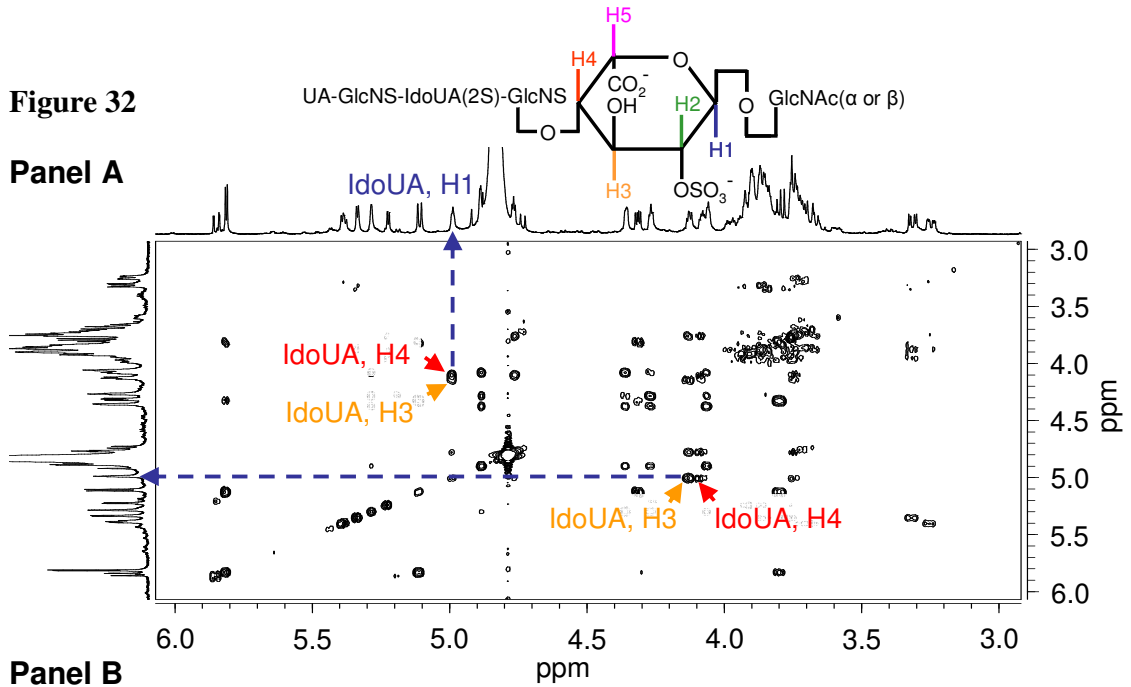 H5
H4
Figure 32
UA-GlcNS-IdoUA(2S)-GlcNS
O
CO₂⁻
OH
H2
O
GlcNAc(α or β)
O
H1
Panel A
IdoUA, H1
H3
OSO₃⁻
3.0
3.5
IdoUA, H4
4.0
IdoUA, H3
4.5
ppm
5.0
IdoUA, H3
IdoUA, H4
5.5
6.0
6.0 5.5 5.0 4.5 4.0 3.5 3.0
ppm
Panel B